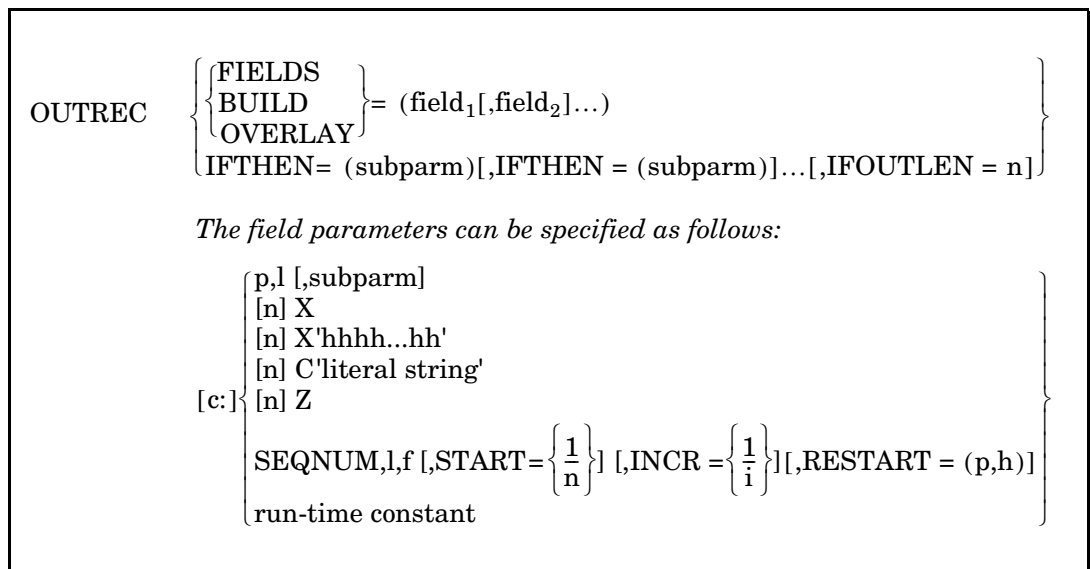 FIELDS
OUTREC BUILD = (field1[,field2]…)
OVERLAY
IFTHEN= (subparm)[,IFTHEN = (subparm)]…[,IFOUTLEN = n]
The field parameters can be specified as follows:
p,l [,subparm]
[n] X
[n] X'hhhh...hh'
[n] C'literal string'
[c:] [n] Z
SEQNUM,l,f [,START={1/n}] [,INCR ={1/i}][,RESTART = (p,h)]
run-time constant